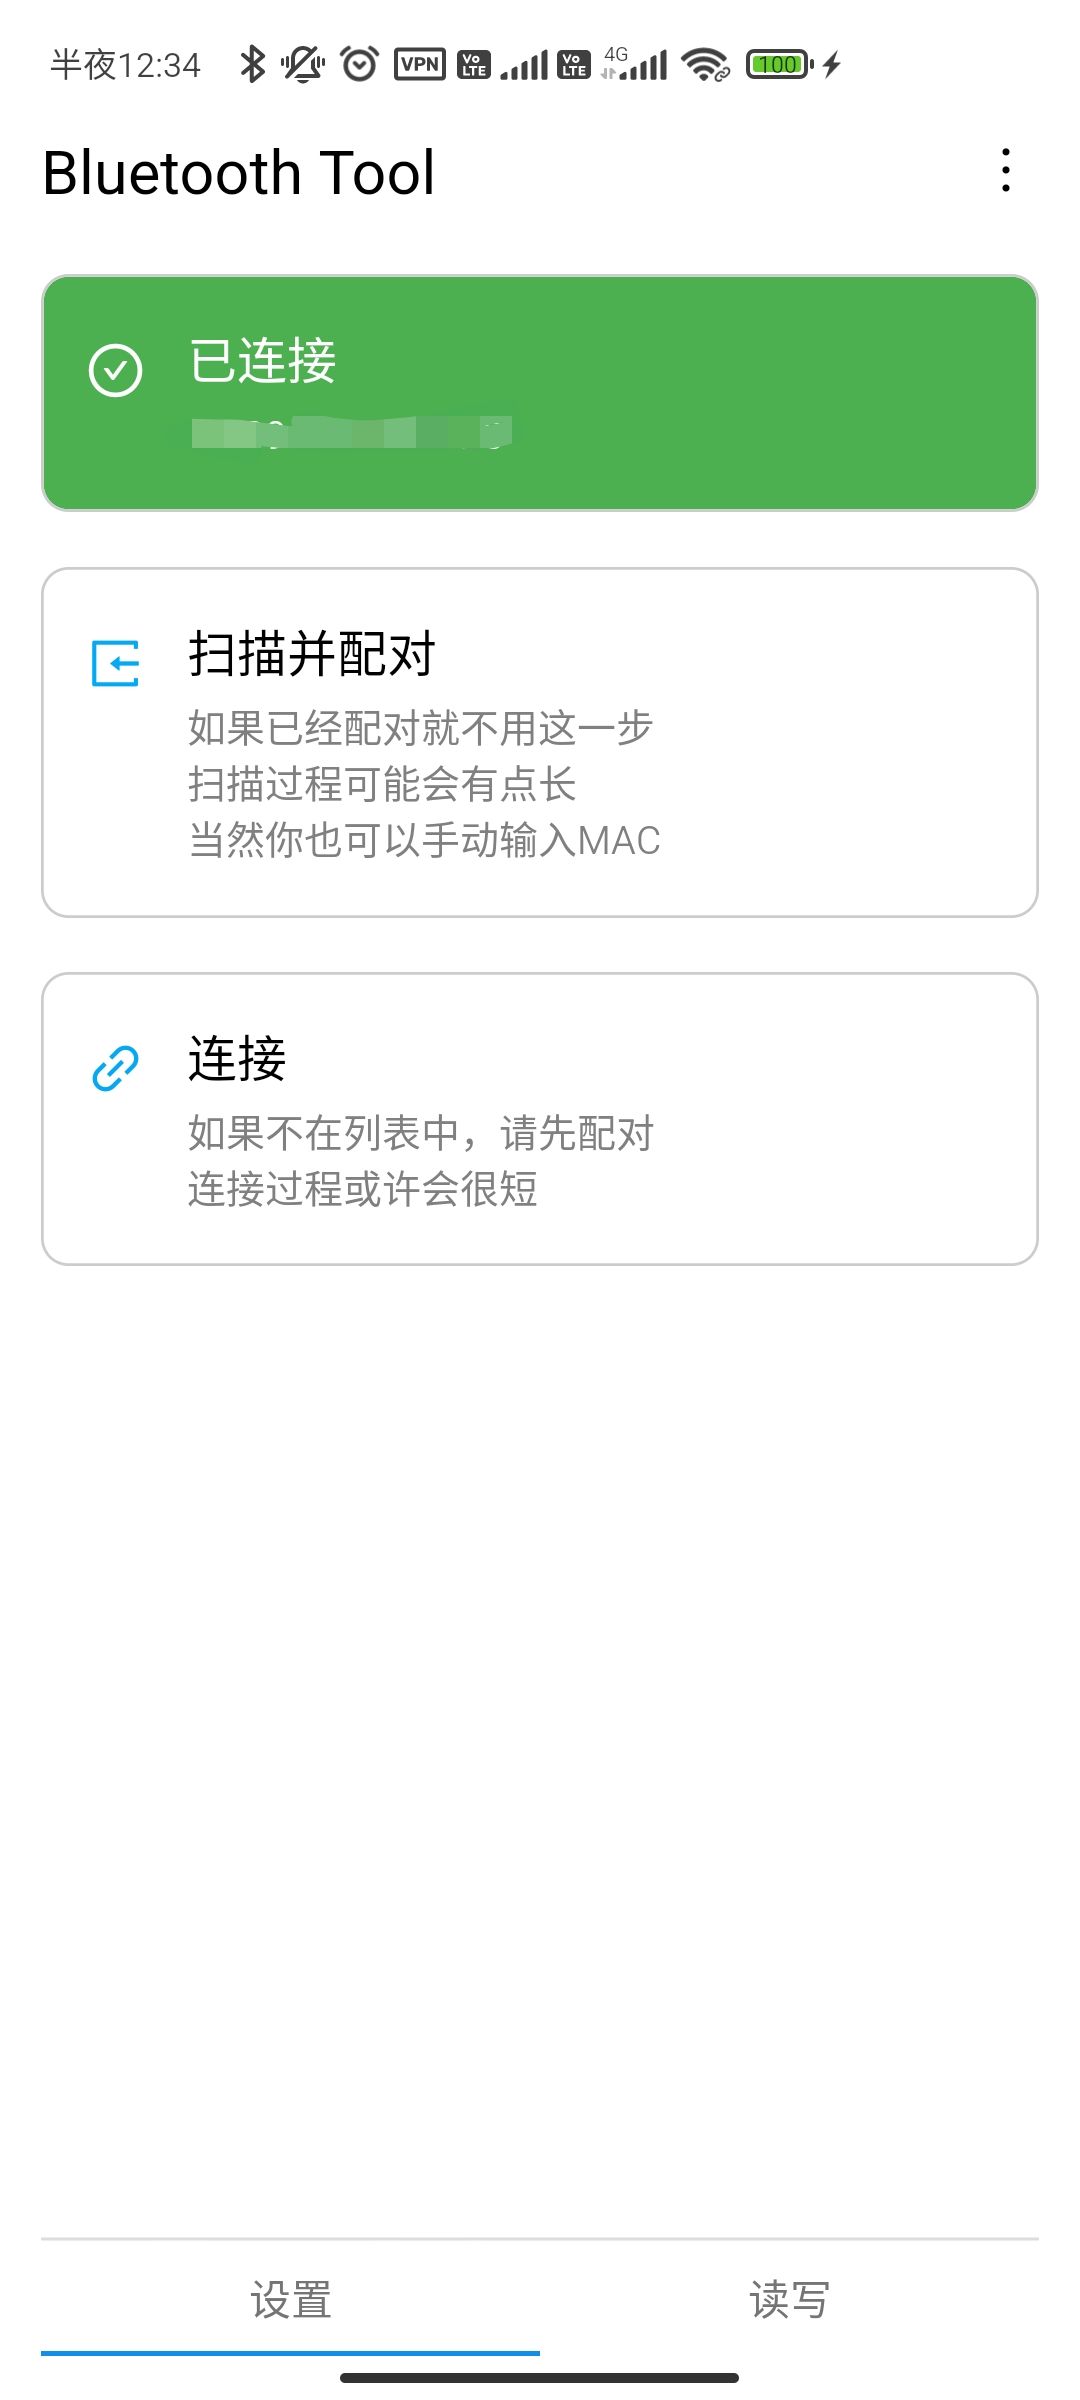 半夜12:34
VPN
Vo
LTE
Vo
LTE
4G
100
Bluetooth Tool
已连接
扫描并配对
如果已经配对就不用这一步
扫描过程可能会有点长
当然你也可以手动输入MAC
连接
如果不在列表中，请先配对
连接过程或许会很短
设置
读写